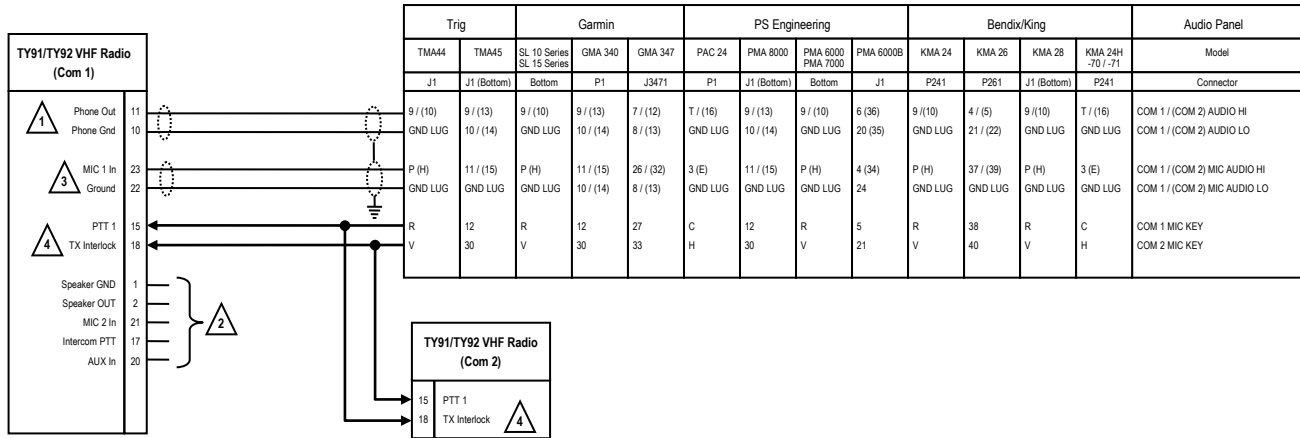 Trig Garmin PS Engineering Bendix/King Audio Panel
TMA44 TMA45 SL 10 Series SL 15 Series GMA 340 GMA 347 PAC 24 PMA 8000 PMA 6000 PMA 7000 PMA 6000B KMA 24 KMA 26 KMA 28 KMA 24H -70 / -71 Model
J1 J1 (Bottom) Bottom P1 J3471 P1 J1 (Bottom) Bottom J1 P241 P261 J1 (Bottom) P241 Connector
TY91/TY92 VHF Radio
(Com 1)
1 Phone Out 11 9 / (10) 9 / (13) 9 / (10) 9 / (13) 7 / (12) T / (16) 9 / (13) 9 / (10) 6 (36) 9 /(10) 4 / (5) 9 /(10) T / (16) COM 1 / (COM 2) AUDIO HI
Phone Gnd 10 GND LUG 10 / (14) GND LUG 10 / (14) 8 / (13) GND LUG 10 / (14) GND LUG 20 (35) GND LUG 21 / (22) GND LUG GND LUG COM 1 / (COM 2) AUDIO LO
3 MIC 1 In 23 P (H) 11 / (15) P (H) 11 / (15) 26 / (32) 3 (E) 11 / (15) P (H) 4 (34) P (H) 37 / (39) P (H) 3 (E) COM 1 / (COM 2) MIC AUDIO HI
Ground 22 GND LUG GND LUG GND LUG 10 / (14) 8 / (13) GND LUG GND LUG GND LUG 24 GND LUG GND LUG GND LUG GND LUG COM 1 / (COM 2) MIC AUDIO LO
4 PTT 1 15 R 12 R 12 27 C 12 R 5 R 38 R C COM 1 MIC KEY
TX Interlock 18 V 30 V 30 33 H 30 V 21 V 40 V H COM 2 MIC KEY
Speaker GND 1
Speaker OUT 2
MIC 2 In 21 2
Intercom PTT 17
AUX In 20
TY91/TY92 VHF Radio
(Com 2)
15 PTT 1
18 TX Interlock 4